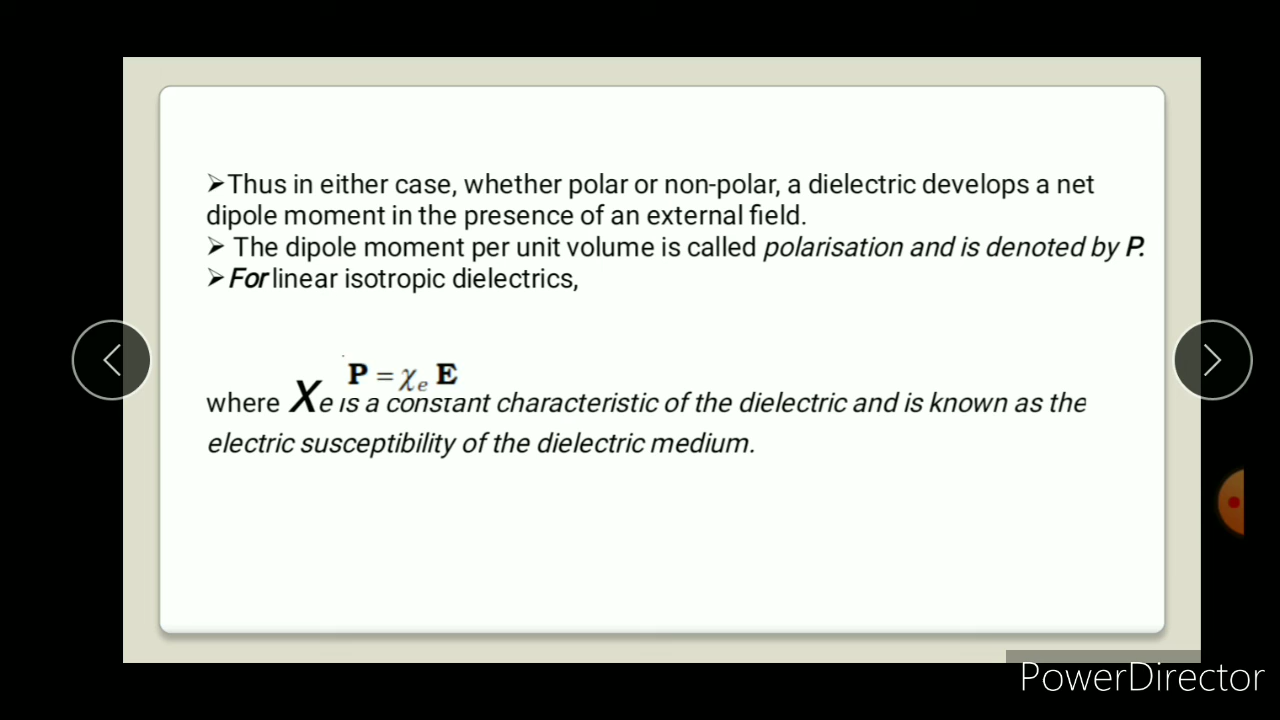 ➢Thus in either case, whether polar or non-polar, a dielectric develops a net
dipole moment in the presence of an external field.
➢ The dipole moment per unit volume is called polarisation and is denoted by P.
➢For linear isotropic dielectrics,
P = χₑ E
where Xe is a constant characteristic of the dielectric and is known as the
electric susceptibility of the dielectric medium.
PowerDirector